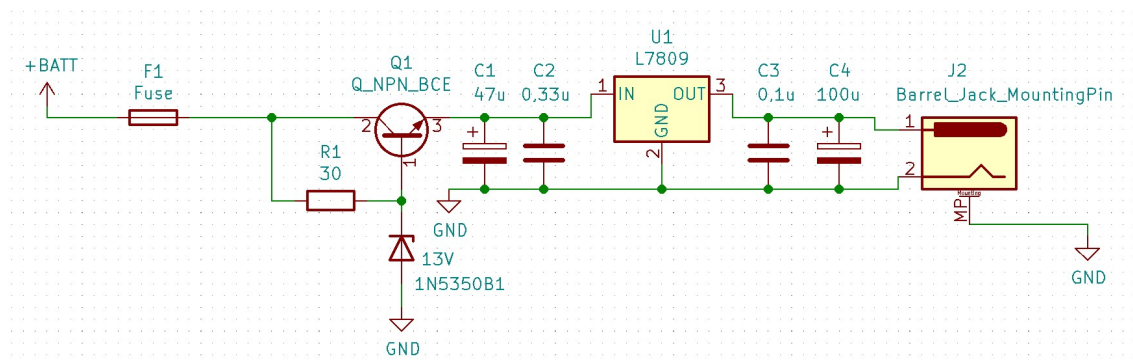 +BATT
F1
Fuse
Q1
Q_NPN_BCE
2
3
1
R1
30
13V
1N5350B1
GND
C1
47u
C2
0,33u
GND
U1
L7809
1
IN
OUT
3
GND
2
C3
0,1u
C4
100u
J2
Barrel_Jack_MountingPin
1
2
Mounting
MP
GND